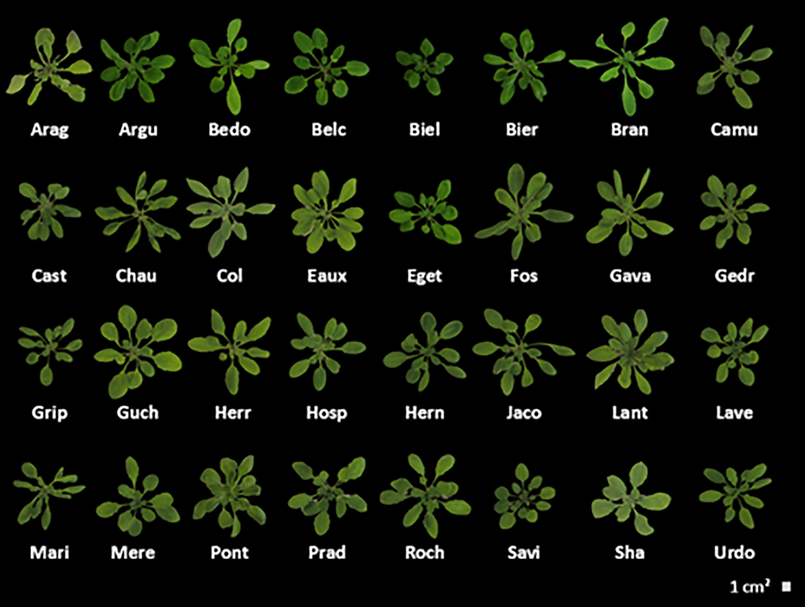 Arag Argu Bedo Belc Biel Bier Bran Camu
Cast Chau Col Eaux Eget Fos Gava Gedr
Grip Guch Herr Hosp Hern Jaco Lant Lave
Mari Mere Pont Prad Roch Savi Sha Urdo
1 cm²